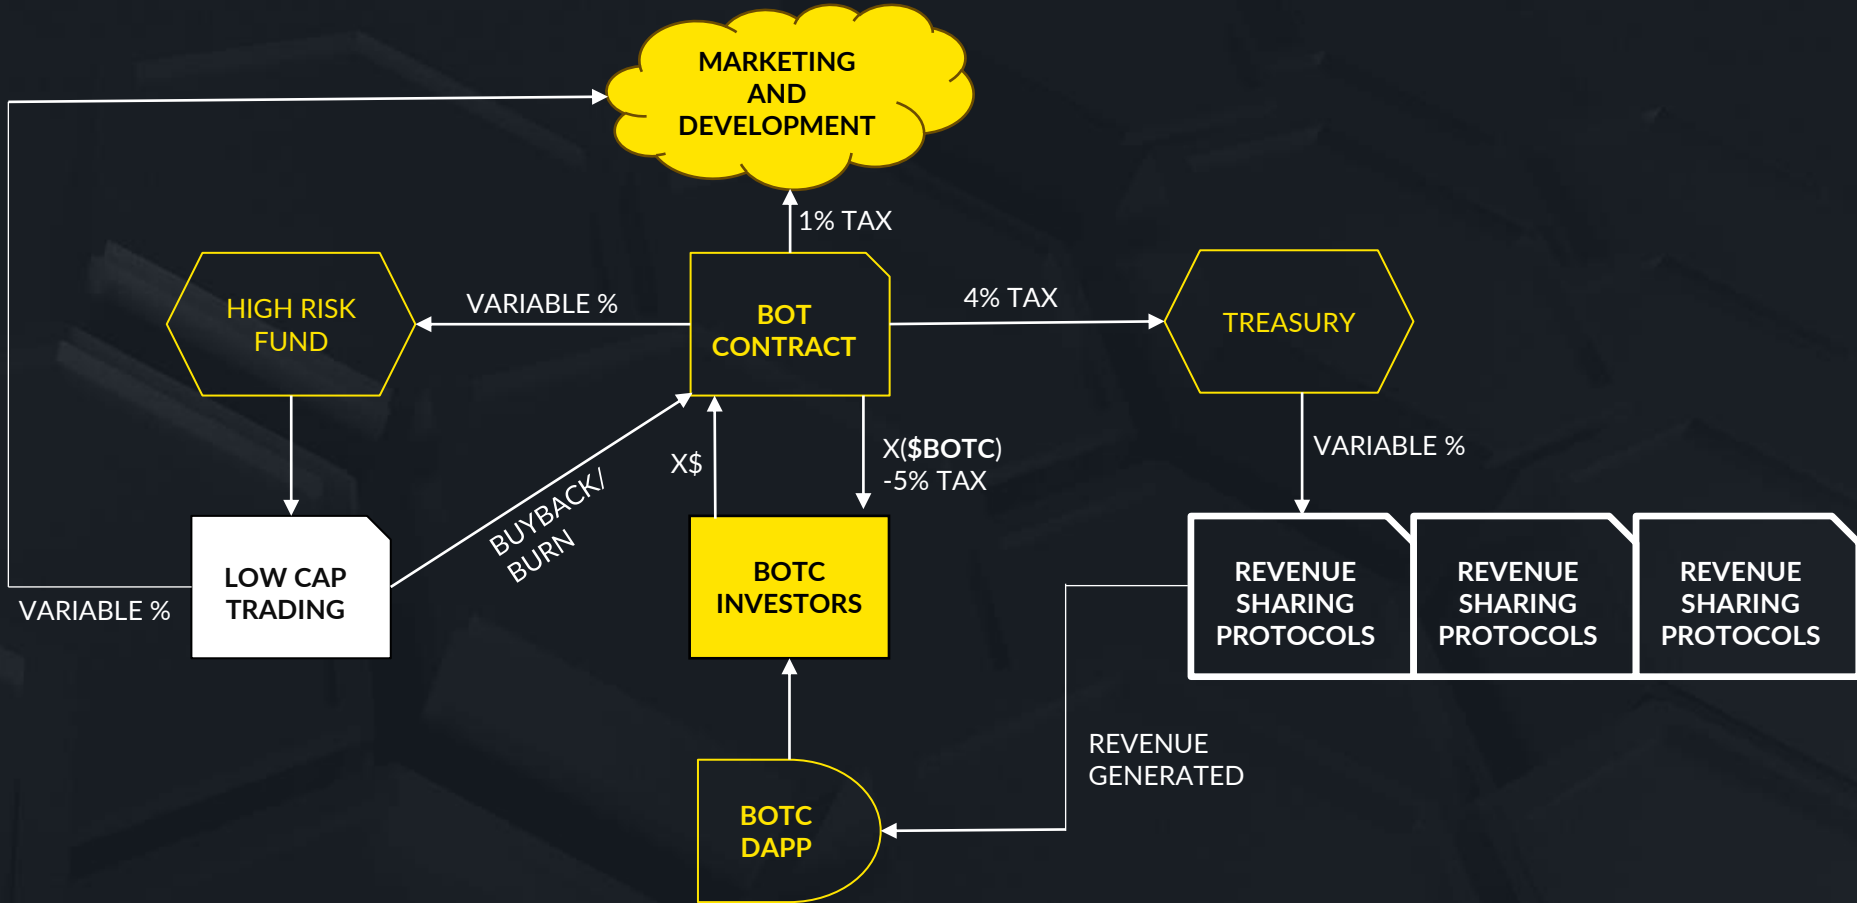 MARKETING
AND
DEVELOPMENT
1% TAX
HIGH RISK
FUND
VARIABLE %
BOT
CONTRACT
4% TAX
TREASURY
BUYBACK/
BURN
X$
X($BOTC)
-5% TAX
VARIABLE %
VARIABLE %
LOW CAP
TRADING
BOTC
INVESTORS
REVENUE
SHARING
PROTOCOLS
REVENUE
SHARING
PROTOCOLS
REVENUE
SHARING
PROTOCOLS
REVENUE
GENERATED
BOTC
DAPP